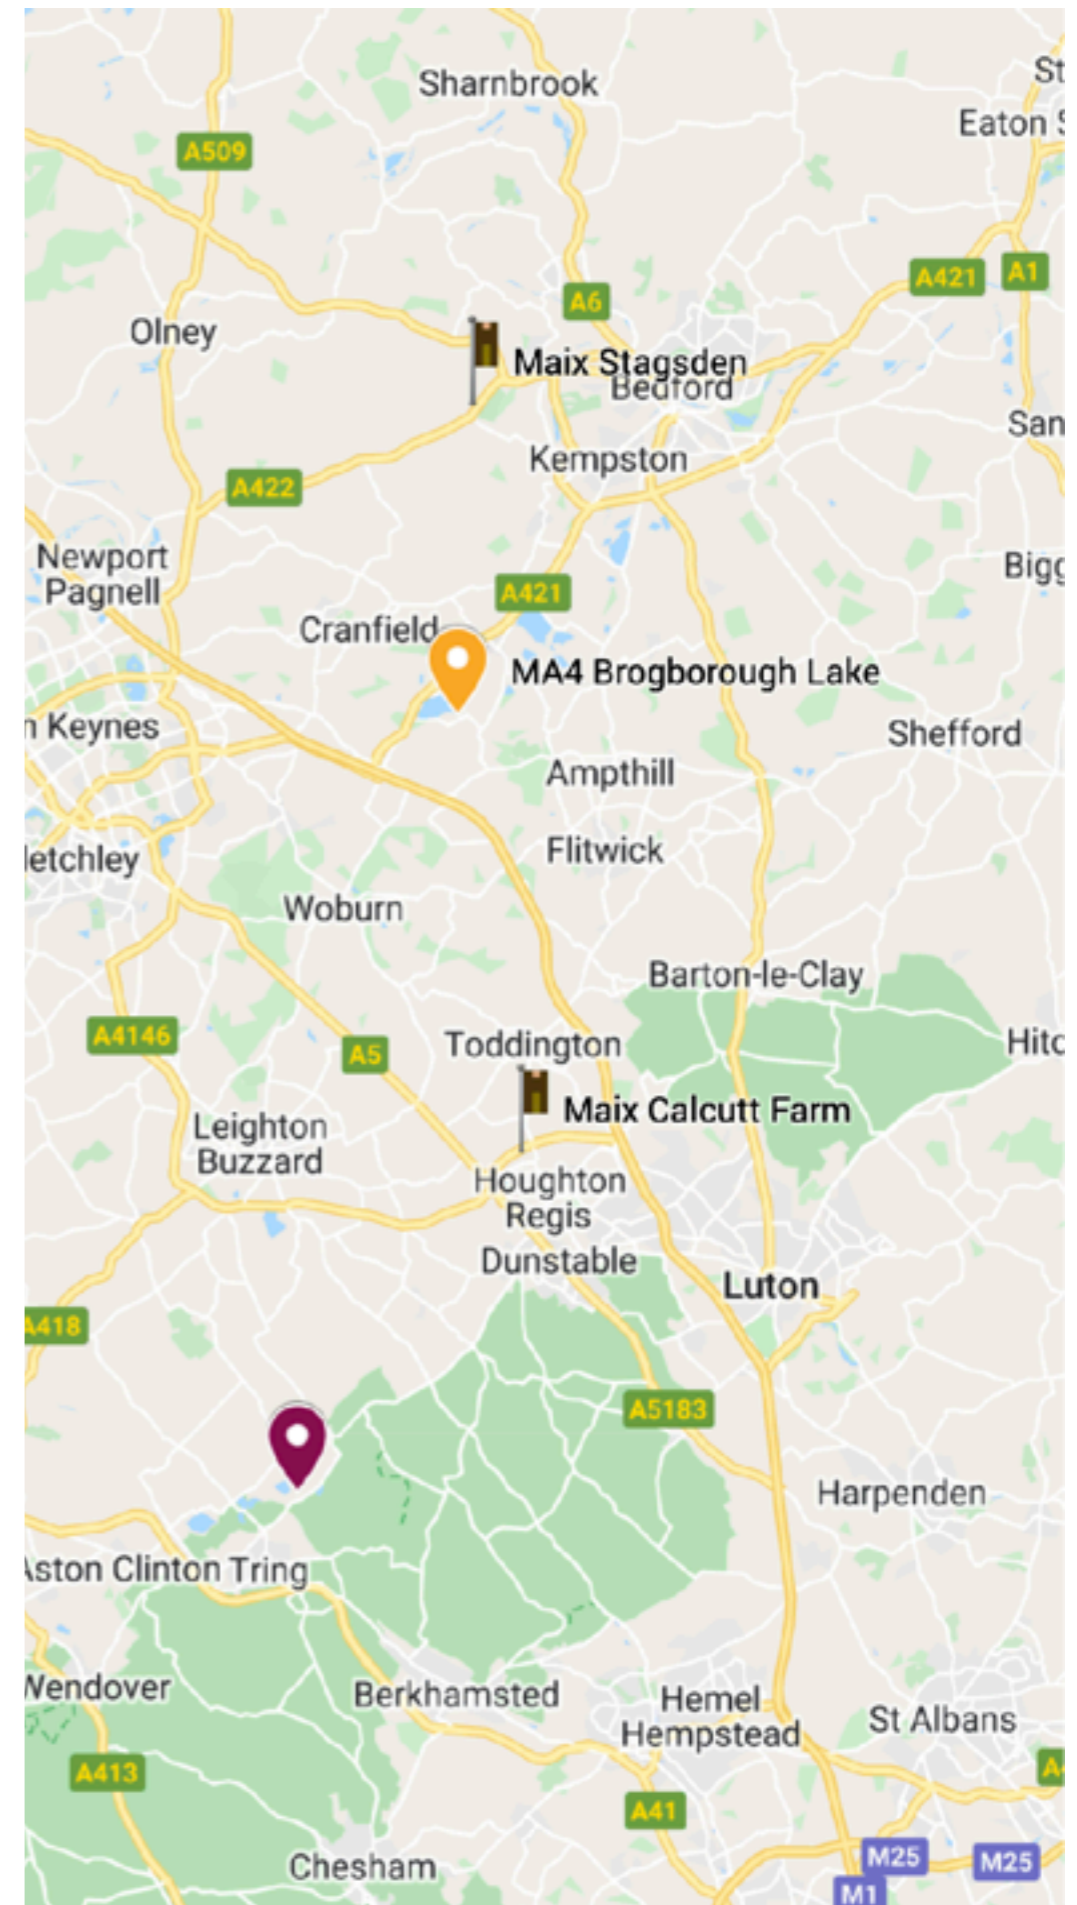 Sharnbrook
St
Eaton S
A509
A421
A1
A6
Olney
Maix Stagsden
Bedford
San
Kempston
A422
Newport
Pagnell
Bigg
A421
Cranfield
MA4 Brogborough Lake
n Keynes
Shefford
Ampthill
Flitwick
letchley
Woburn
Barton-le-Clay
A4146
A5
Toddington
Hitc
Maix Calcutt Farm
Leighton
Buzzard
Houghton
Regis
Dunstable
Luton
A418
A5183
Harpenden
Aston Clinton
Tring
Wendover
Berkhamsted
Hemel
Hempstead
St Albans
A413
A4
A41
Chesham
M25
M25
M1